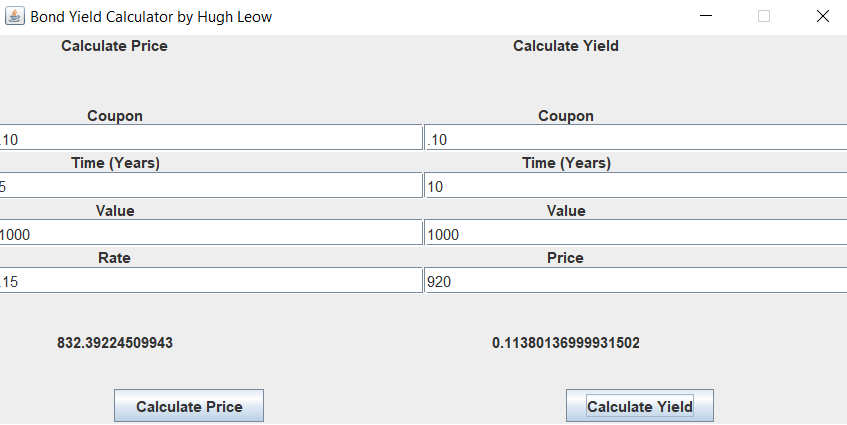 Bond Yield Calculator by Hugh Leow
Calculate Price Calculate Yield
Coupon Coupon
.10 .10
Time (Years) Time (Years)
5 10
Value Value
1000 1000
Rate Price
.15 920
832.39224509943 0.11380136999931502
Calculate Price Calculate Yield